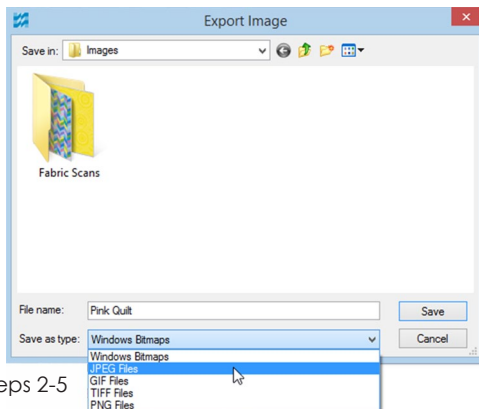 Export Image
Save in: Images
Fabric Scans
File name: Pink Quilt Save
Save as type: Windows Bitmaps Cancel
Windows Bitmaps
JPEG Files
GIF Files
TIFF Files
PNG Files
eps 2-5